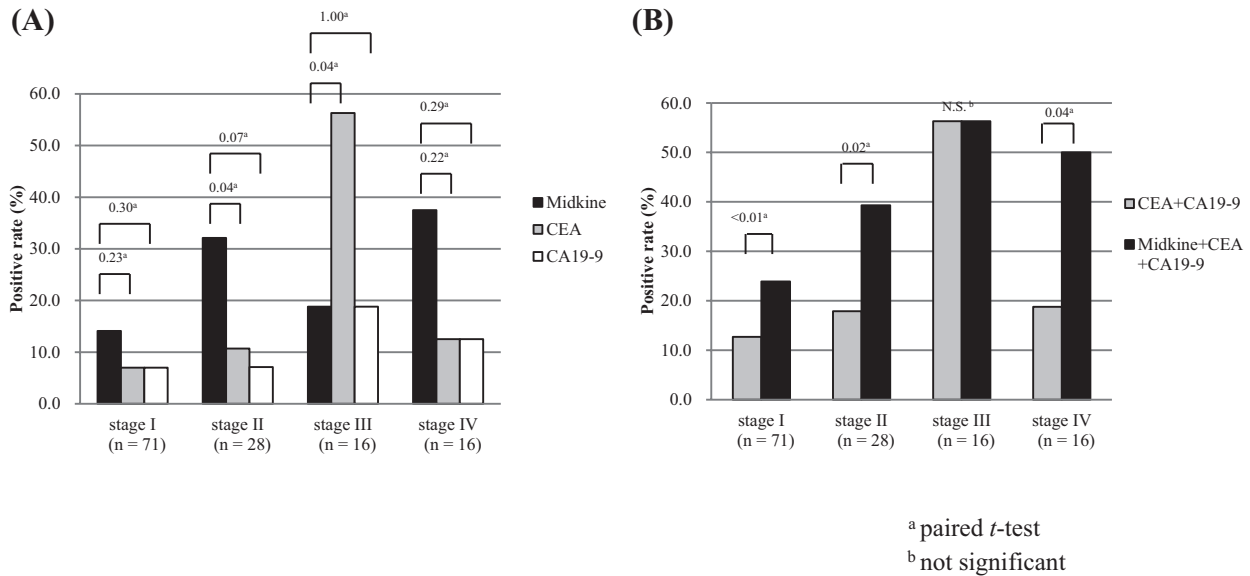 (A)
1.00ᵃ
0.04ᵃ
0.29ᵃ
0.07ᵃ
0.22ᵃ
0.04ᵃ
0.30ᵃ
0.23ᵃ
Positive rate (%)
60.0
50.0
40.0
30.0
20.0
10.0
0.0
stage I
(n = 71)
stage II
(n = 28)
stage III
(n = 16)
stage IV
(n = 16)
Midkine
CEA
CA19-9
(B)
N.S. ᵇ
0.04ᵃ
0.02ᵃ
<0.01ᵃ
Positive rate (%)
60.0
50.0
40.0
30.0
20.0
10.0
0.0
stage I
(n = 71)
stage II
(n = 28)
stage III
(n = 16)
stage IV
(n = 16)
CEA+CA19-9
Midkine+CEA
+CA19-9
ᵃ paired t-test
ᵇ not significant